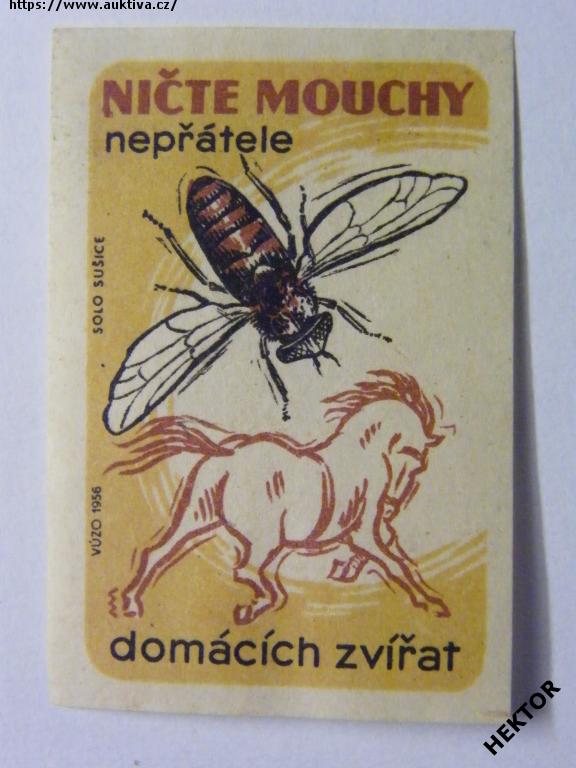 https://www.auktiva.cz/
NIČTE MOUCHY
nepřátele
SOLO SUŠICE
VÚZO 1956
domácích zvířat
HEKTOR